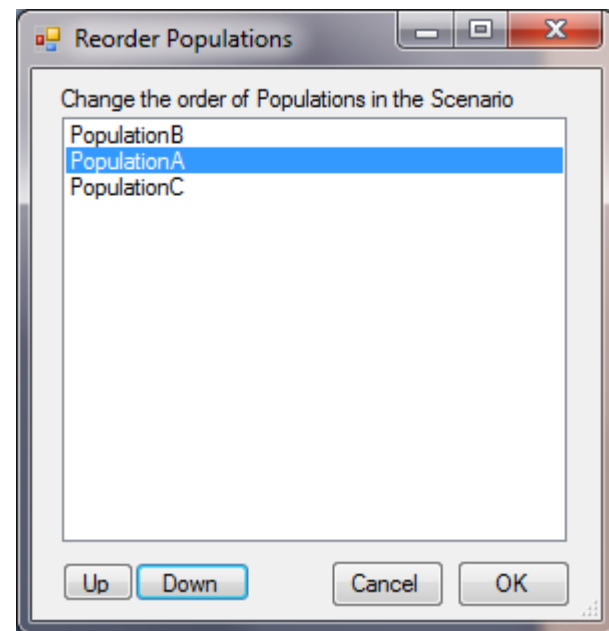 Reorder Populations
Change the order of Populations in the Scenario
PopulationB
PopulationA
PopulationC
Up Down Cancel OK